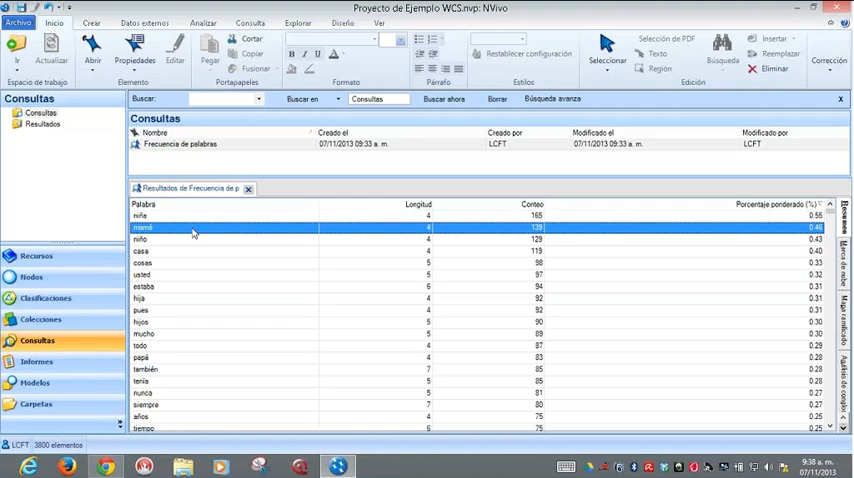 Proyecto de Ejemplo WCS.nvp: NVivo
Archivo Inicio Crear Datos externos Analizar Consulta Explorar Diseño Ver
Ir
Espacio de trabajo
Actualizar
Abrir
Propiedades
Editar
Elemento
Pegar
Cortar
Copiar
Fusionar
Portapapeles
B I U A
Formato
Párrafo
Restablecer configuración
Estilos
Seleccionar
Selección de PDF
Texto
Región
Búsqueda
Insertar
Reemplazar
Eliminar
Edición
Corrección
Consultas
Consultas
Resultados
Recursos
Nodos
Clasificaciones
Colecciones
Consultas
Informes
Modelos
Carpetas
Buscar: Buscar en Consultas Buscar ahora Borrar Búsqueda avanza x
Consultas
Nombre Creado el Creado por Modificado el Modificado por
Frecuencia de palabras 07/11/2013 09:33 a. m. LCFT 07/11/2013 09:33 a. m. LCFT
Resultados de Frecuencia de p
Palabra Longitud Conteo Porcentaje ponderado (%)
niña 4 165 0.55
mamá 4 139 0.46
niño 4 129 0.43
casa 4 119 0.40
cosas 5 98 0.33
usted 5 97 0.32
estaba 6 94 0.31
hija 4 92 0.31
pues 4 92 0.31
hijos 5 90 0.30
mucho 5 89 0.30
todo 4 87 0.29
papá 4 83 0.28
también 7 85 0.28
tenía 5 85 0.28
nunca 5 81 0.27
siempre 7 80 0.27
años 4 75 0.25
tiempo 6 75 0.25
Resumen
Marca de nube
Mapa ramificado
Análisis de conglo
LCFT 3800 elementos
9:38 a. m.
07/11/2013